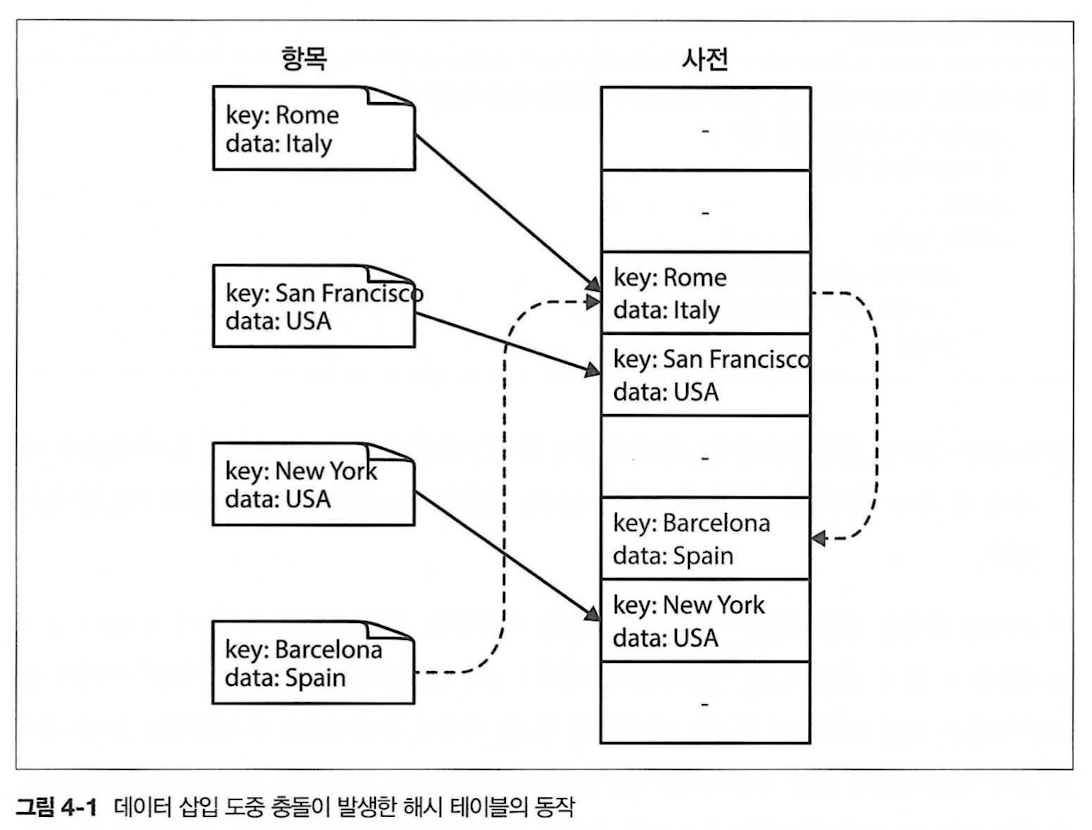 항목
key: Rome
data: Italy
key: San Francisco
data: USA
key: New York
data: USA
key: Barcelona
data: Spain
사전
-
-
key: Rome
data: Italy
key: San Francisco
data: USA
-
key: Barcelona
data: Spain
key: New York
data: USA
-
그림 4-1 데이터 삽입 도중 충돌이 발생한 해시 테이블의 동작